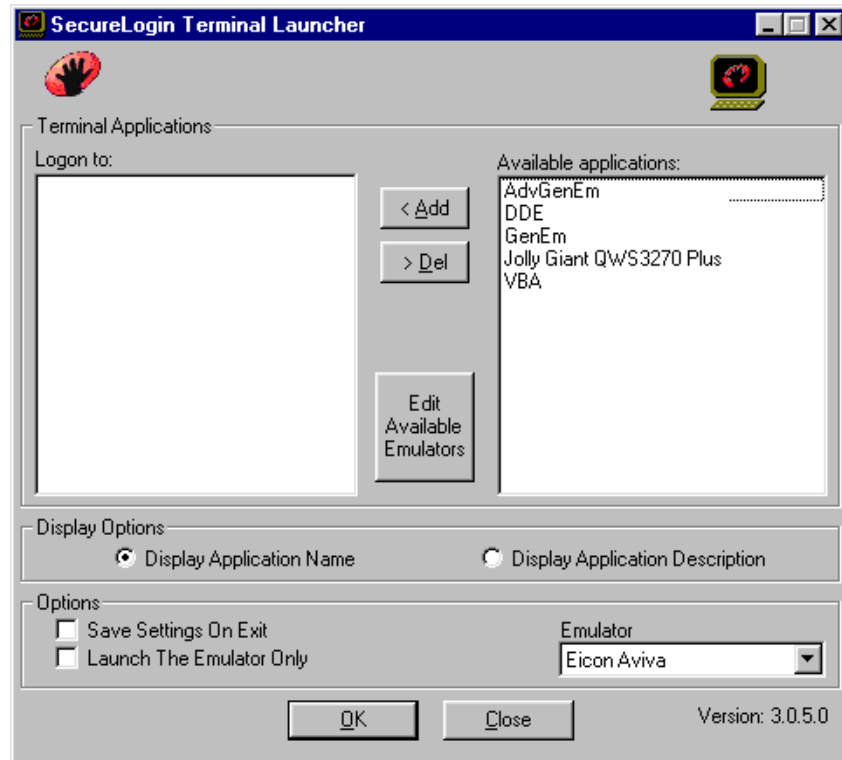 SecureLogin Terminal Launcher
Terminal Applications
Logon to:
Available applications:
< Add
> Del
Edit
Available
Emulators
AdvGenEm
DDE
GenEm
Jolly Giant QWS3270 Plus
VBA
Display Options
Display Application Name
Display Application Description
Options
Save Settings On Exit
Launch The Emulator Only
Emulator
Eicon Aviva
OK
Close
Version: 3.0.5.0